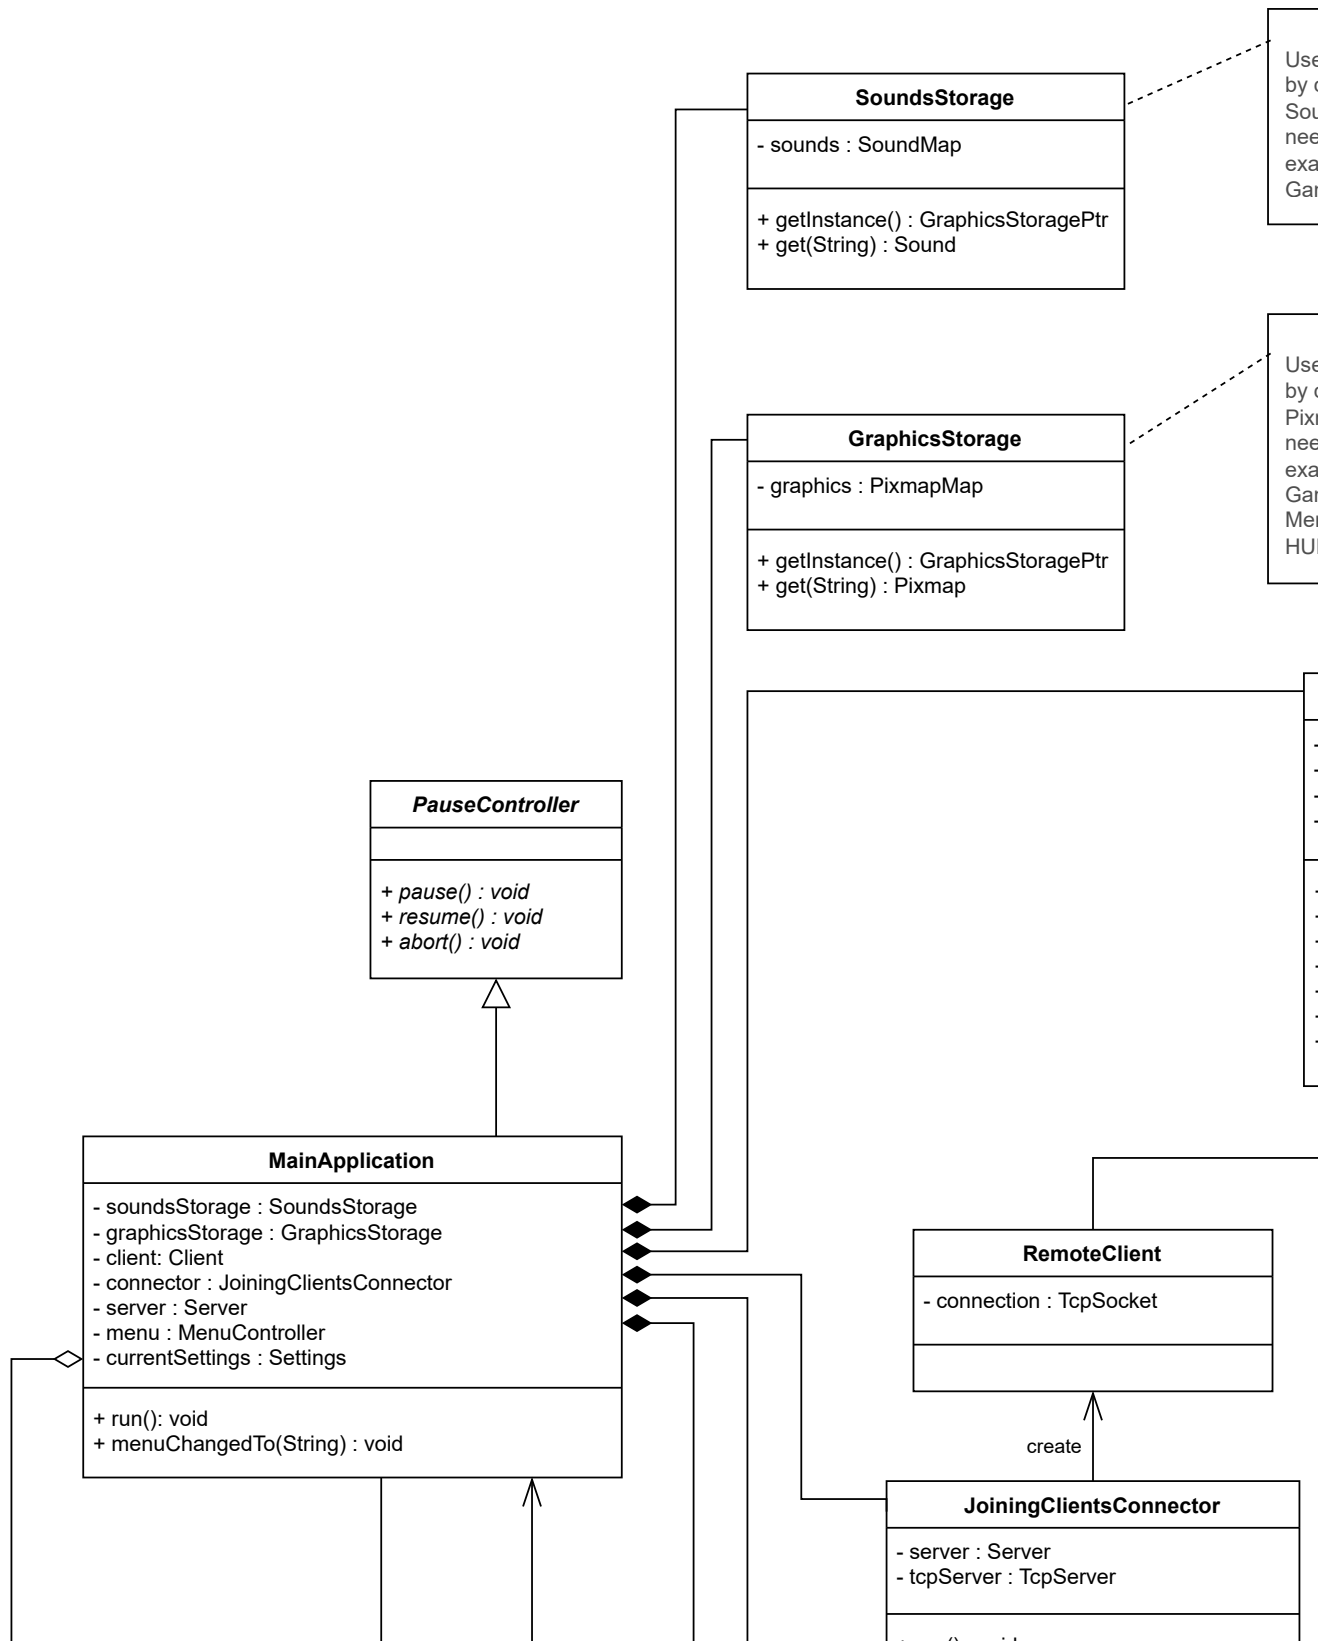 SoundsStorage
- sounds : SoundMap
+ getInstance() : GraphicsStoragePtr
+ get(String) : Sound
GraphicsStorage
- graphics : PixmapMap
+ getInstance() : GraphicsStoragePtr
+ get(String) : Pixmap
by
by
PauseController
+ pause() : void
+ resume() : void
+ abort() : void
MainApplication
- soundsStorage : SoundsStorage
- graphicsStorage : GraphicsStorage
- client: Client
- connector : JoiningClientsConnector
- server : Server
- menu : MenuController
- currentSettings : Settings
+ run(): void
+ menuChangedTo(String) : void
RemoteClient
- connection : TcpSocket
create
JoiningClientsConnector
- server : Server
- tcpServer : TcpServer